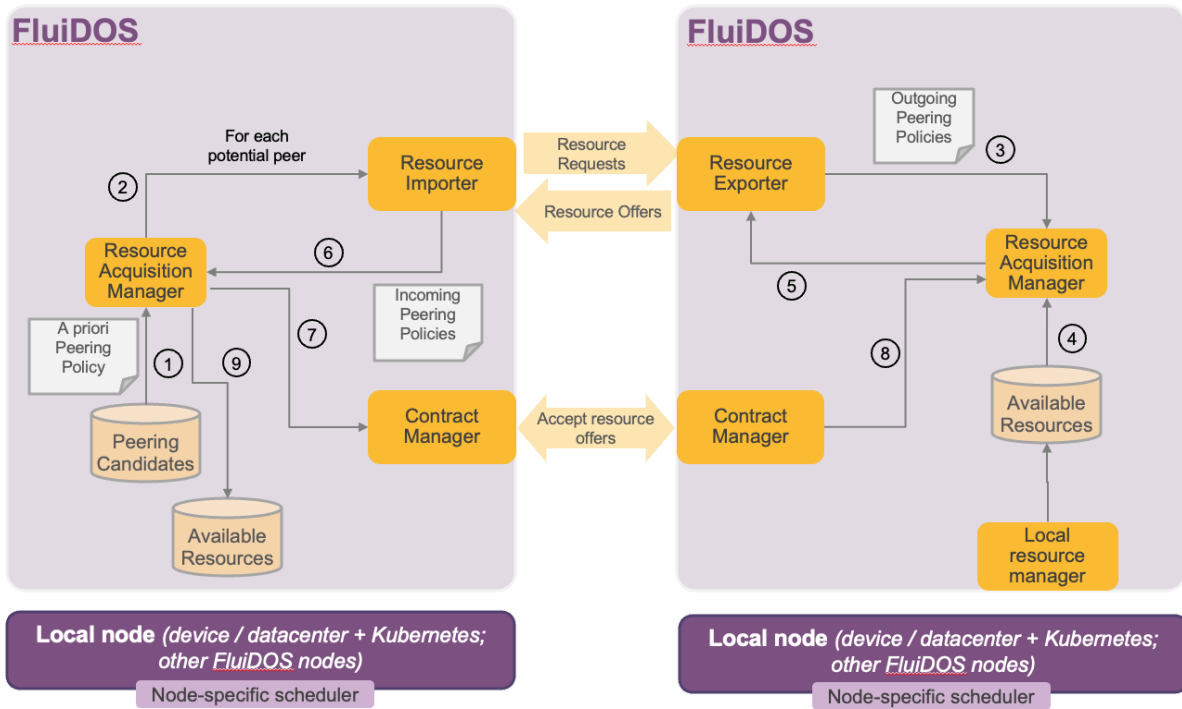 FluiDOS
For each
potential peer
2
Resource
Importer
Resource
Acquisition
Manager
6
A priori
Peering
Policy
1
9
7
Incoming
Peering
Policies
Peering
Candidates
Contract
Manager
Available
Resources
Resource
Requests
Resource Offers
Accept resource
offers
FluiDOS
Outgoing
Peering
Policies
3
Resource
Exporter
Resource
Acquisition
Manager
5
8
4
Available
Resources
Contract
Manager
Local
resource
manager
Local node (device / datacenter + Kubernetes;
other FluiDOS nodes)
Node-specific scheduler
Local node (device / datacenter + Kubernetes;
other FluiDOS nodes)
Node-specific scheduler